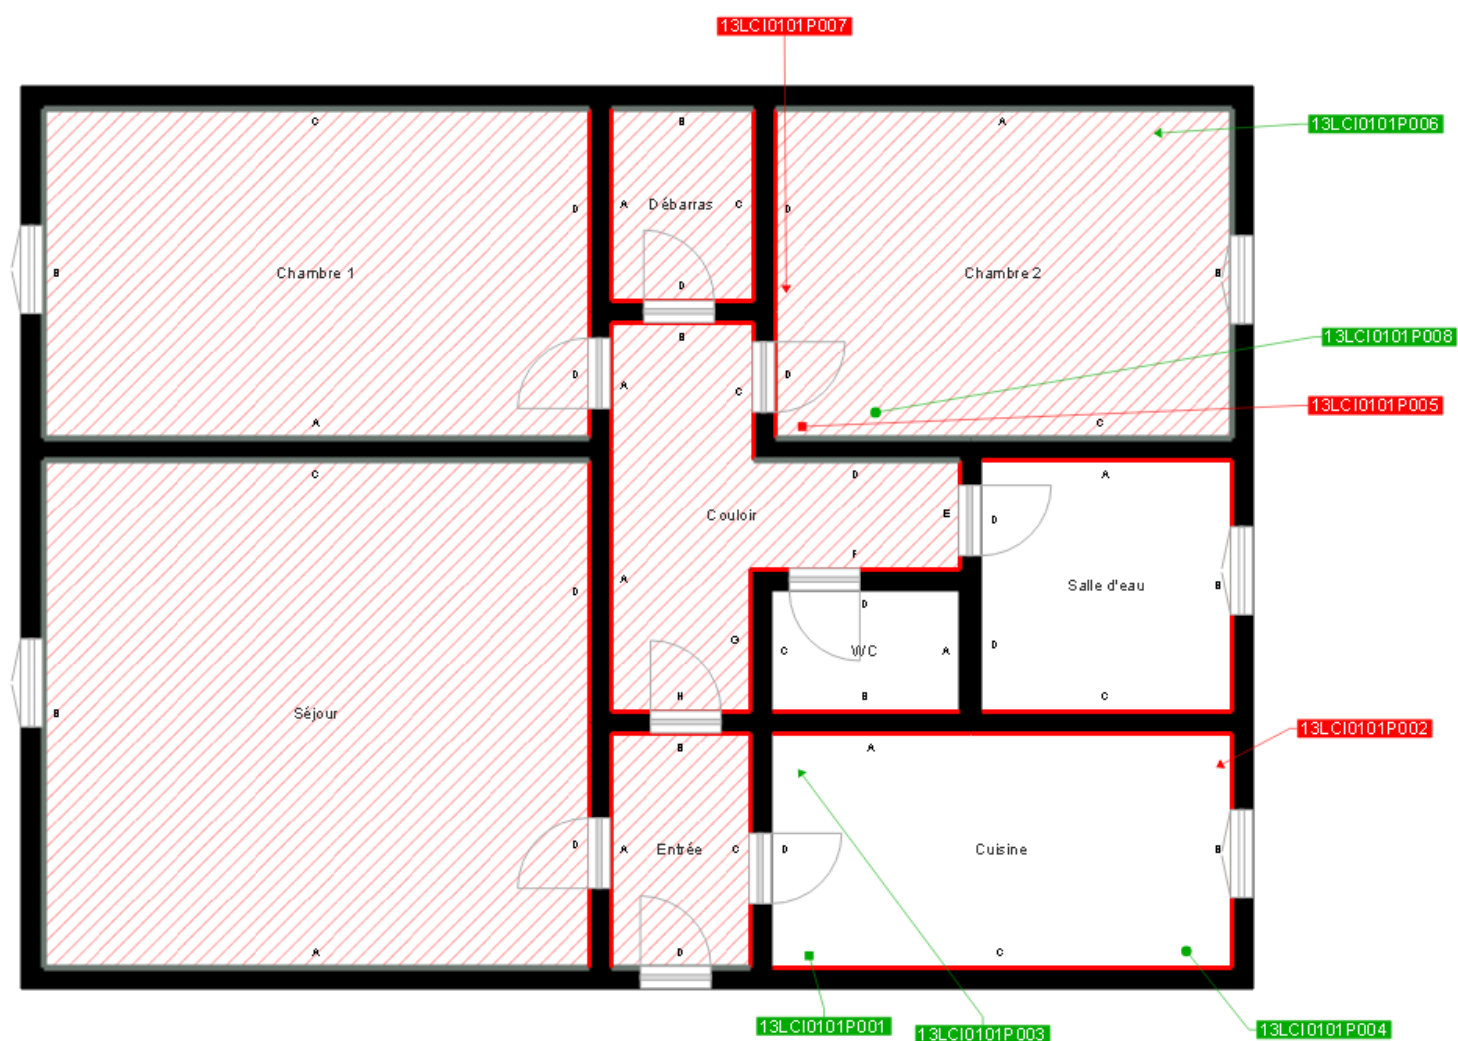 13LCI0101P007
C
B
A
13LCI0101P006
D
A
Débarras
C
D
B
Chambre 1
Chambre 2
B
D
B
13LCI0101P008
D
A
D
C
13LCI0101P005
A
C
C
D
A
Couloir
E
D
F
D
A
Salle d'eau
B
D
G
C
WC
A
D
H
B
C
B
Séjour
13LCI0101P002
B
A
D
A
Entrée
C
D
Cuisine
B
A
D
C
13LCI0101P001
13LCI0101P003
13LCI0101P004